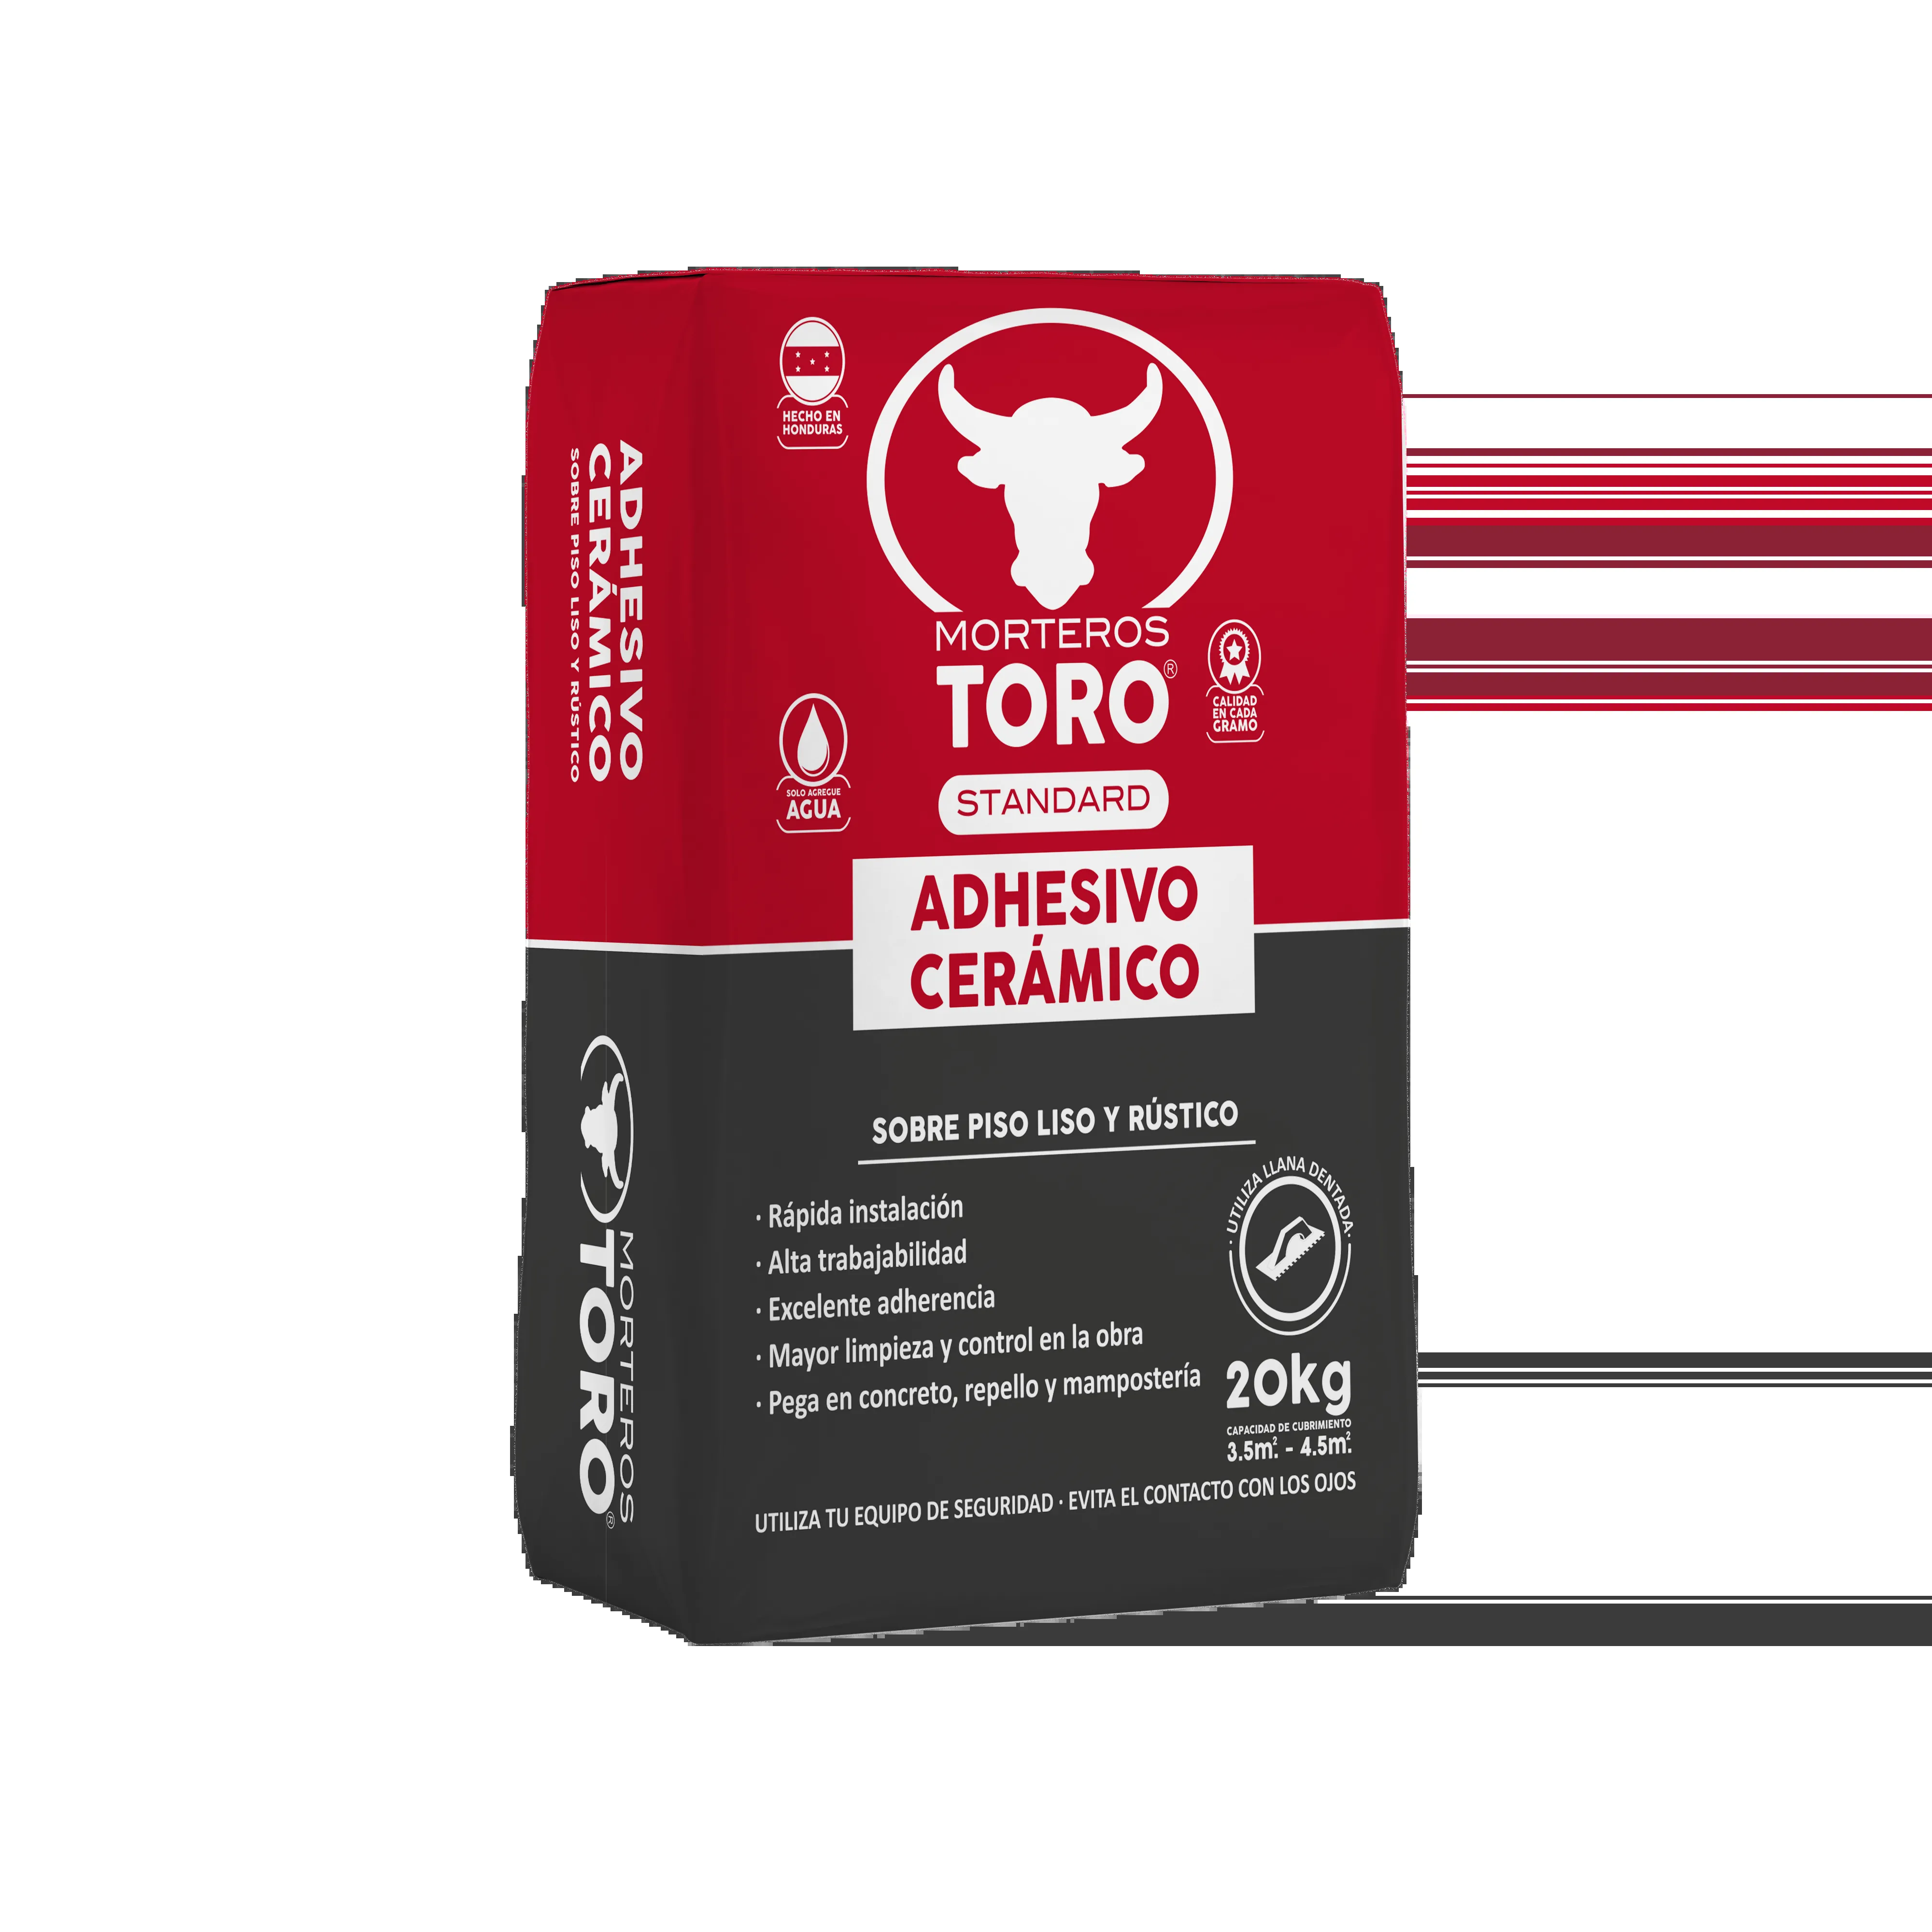 HECHO EN
HONDURAS
MORTEROS
TORO®
CALIDAD
EN CADA
GRAMO
SOLO AGREGUE
AGUA
STANDARD
ADHESIVO
CERÁMICO
SOBRE PISO LISO Y RÚSTICO
· Rápida instalación
· Alta trabajabilidad
· Excelente adherencia
· Mayor limpieza y control en la obra
· Pega en concreto, repello y mampostería
· UTILIZA LLANA DENTADA ·
20kg
CAPACIDAD DE CUBRIMIENTO
3.5m². - 4.5m².
UTILIZA TU EQUIPO DE SEGURIDAD · EVITA EL CONTACTO CON LOS OJOS
ADHESIVO
CERÁMICO
SOBRE PISO LISO Y RÚSTICO
MORTEROS
TORO®